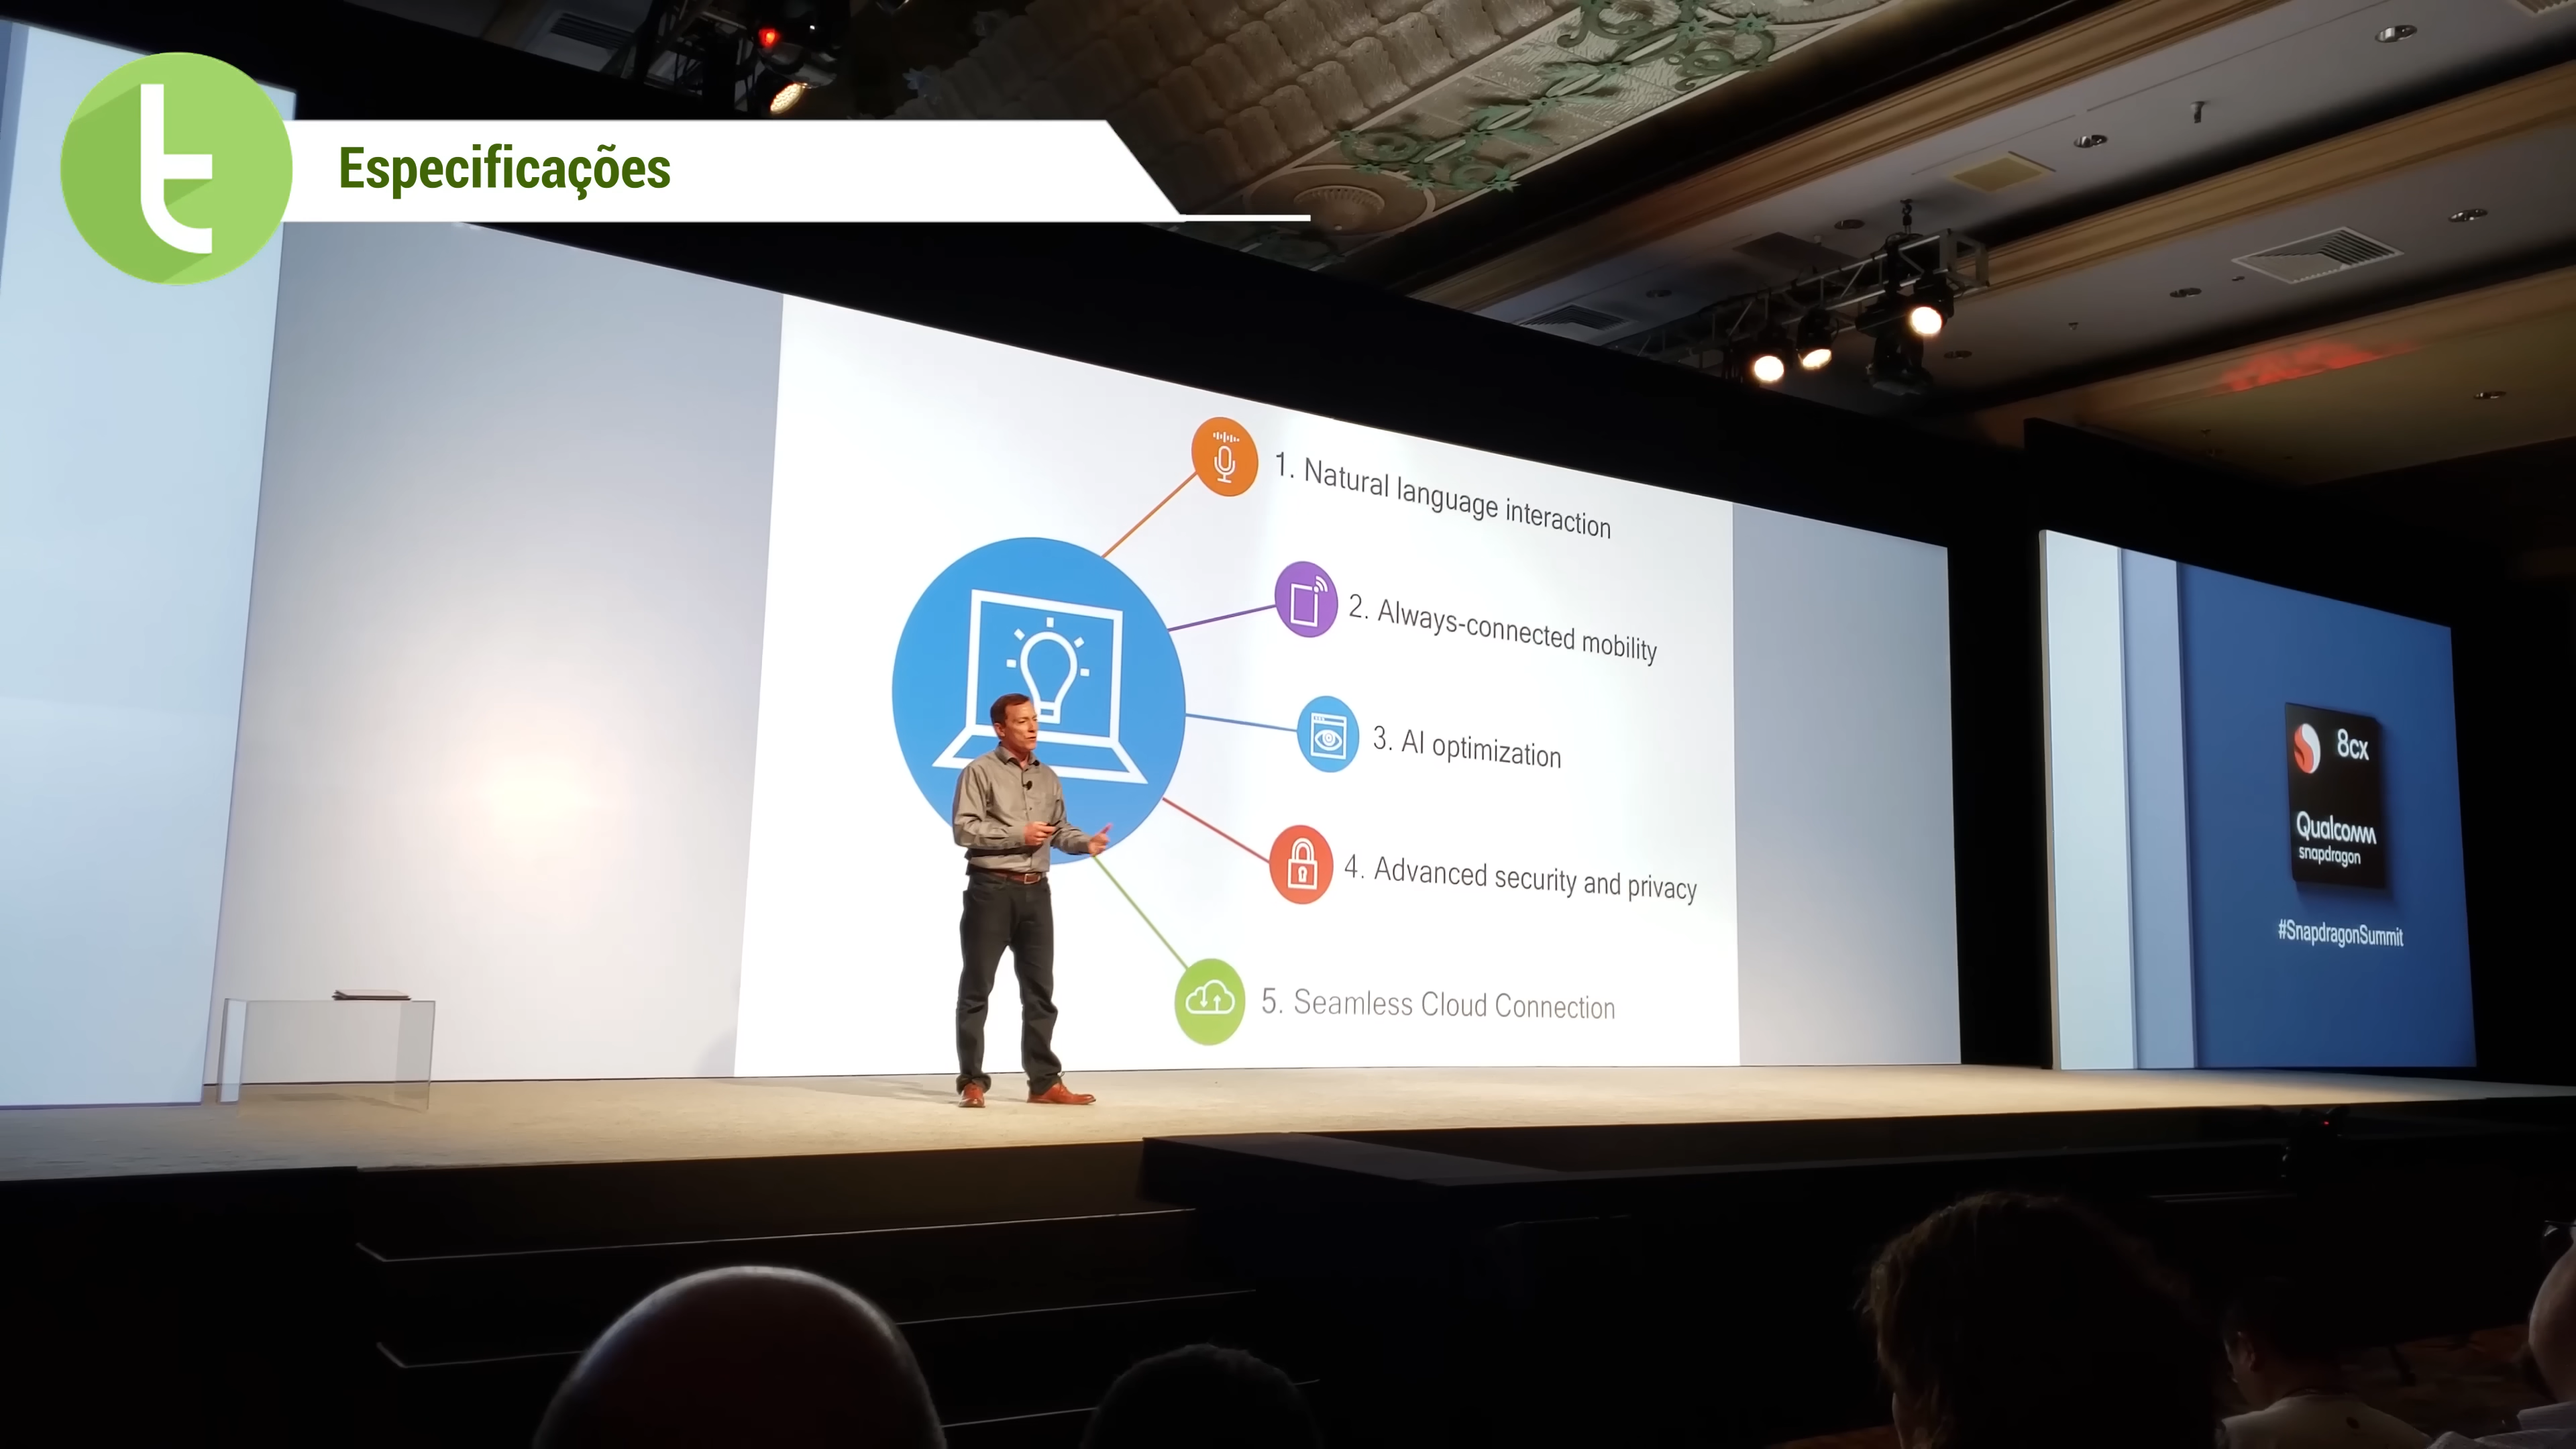 Especificações
1. Natural language interaction
2. Always-connected mobility
3. AI optimization
4. Advanced security and privacy
5. Seamless Cloud Connection
8cx
Qualcomm
snapdragon
#SnapdragonSummit